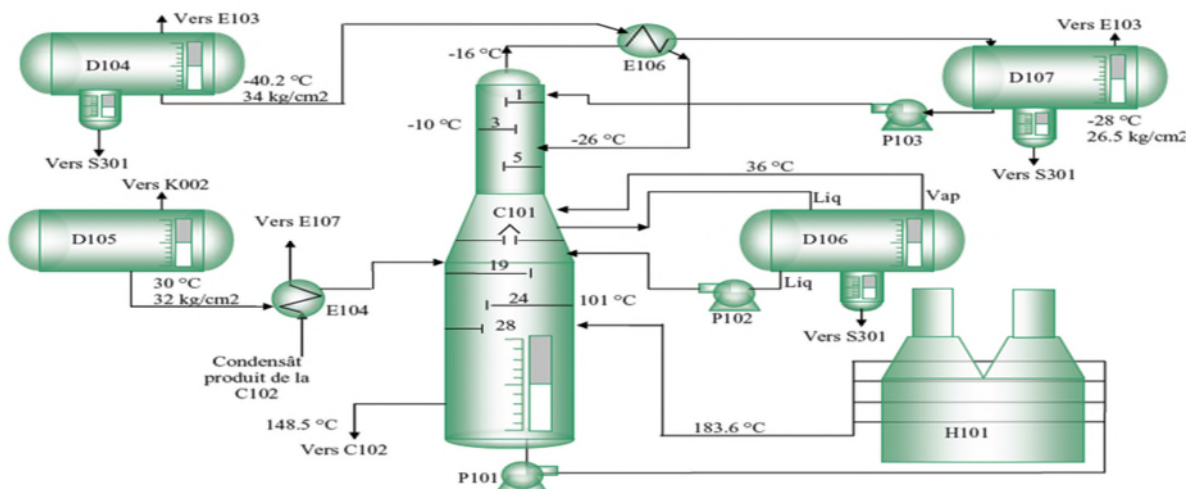 Vers E103
D104
-40.2 °C
34 kg/cm2
Vers S301
-16 °C
E106
Vers E103
D107
-28 °C
26.5 kg/cm2
Vers S301
P103
1
-10 °C
3
5
-26 °C
36 °C
Liq
Vap
C101
D106
Liq
P102
Vers S301
Vers K002
D105
30 °C
32 kg/cm2
Vers E107
E104
Condensât
produit de la
C102
19
24
101 °C
28
148.5 °C
Vers C102
183.6 °C
H101
P101